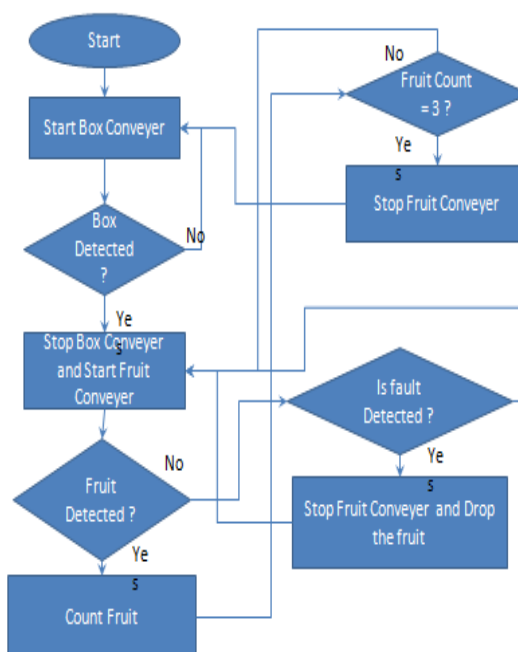 Start
Start Box Conveyer
Box
Detected
?
No
Ye
s
Stop Box Conveyer
and Start Fruit
Conveyer
Fruit
Detected ?
No
Ye
s
Count Fruit
No
Fruit Count
= 3 ?
Ye
s
Stop Fruit Conveyer
Is fault
Detected ?
Ye
s
Stop Fruit Conveyer and Drop
the fruit